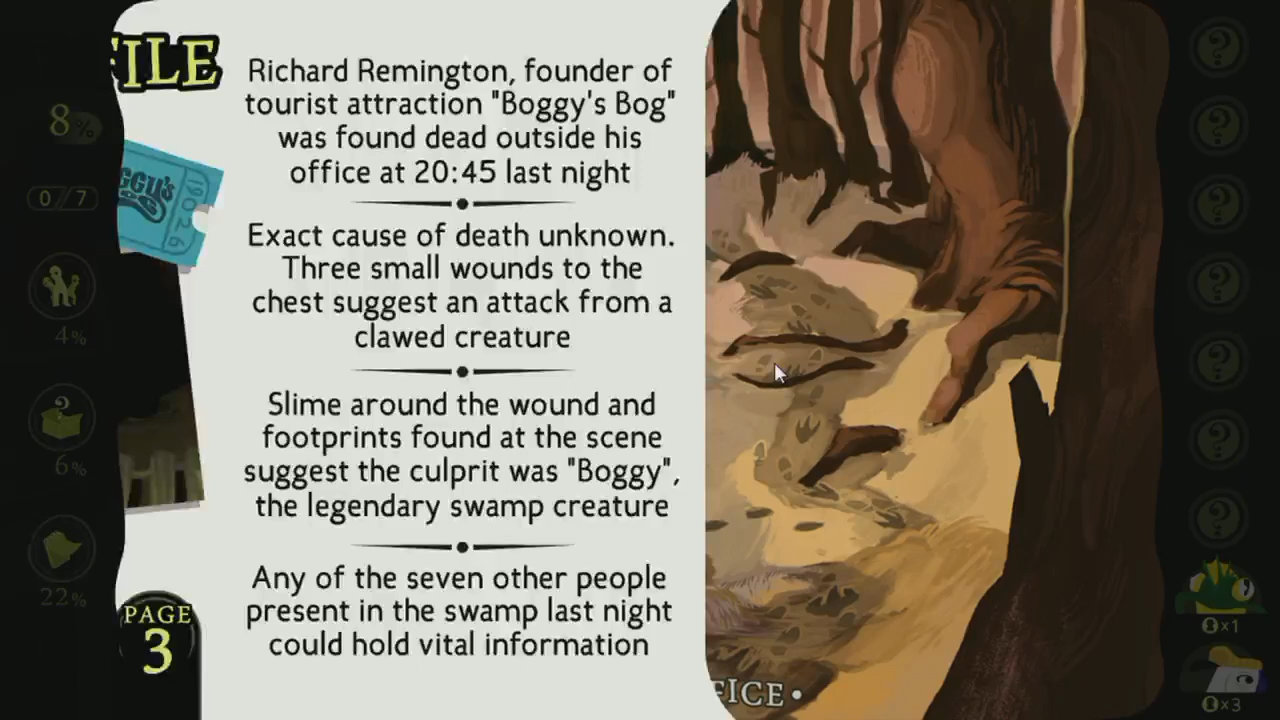 FILE
Richard Remington, founder of
tourist attraction "Boggy's Bog"
was found dead outside his
office at 20:45 last night
Exact cause of death unknown.
Three small wounds to the
chest suggest an attack from a
clawed creature
Slime around the wound and
footprints found at the scene
suggest the culprit was "Boggy",
the legendary swamp creature
Any of the seven other people
present in the swamp last night
could hold vital information
PAGE
3
8%
GGY'S
0/7
4%
6%
22%
FICE •
x1
x3